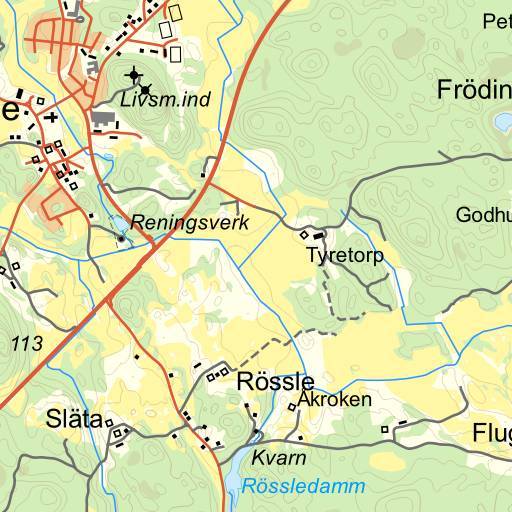 Pet
Frödin
Livsm.ind
e
Godhu
Reningsverk
Tyretorp
113
Rössle
Åkroken
Släta
Flug
Kvarn
Rössledamm